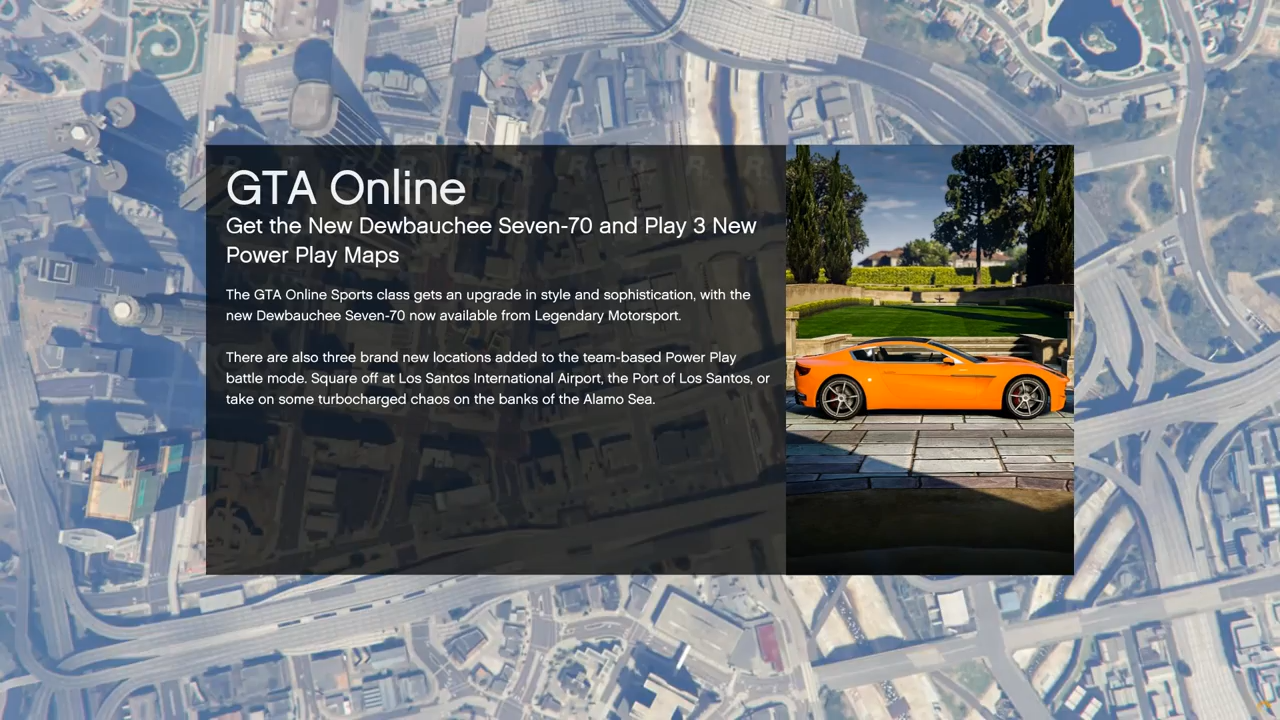 GTA Online
Get the New Dewbauchee Seven-70 and Play 3 New
Power Play Maps
The GTA Online Sports class gets an upgrade in style and sophistication, with the
new Dewbauchee Seven-70 now available from Legendary Motorsport.
There are also three brand new locations added to the team-based Power Play
battle mode. Square off at Los Santos International Airport, the Port of Los Santos, or
take on some turbocharged chaos on the banks of the Alamo Sea.